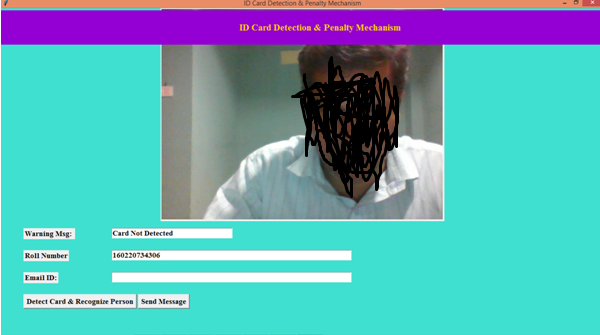 ID Card Detection & Penalty Mechanism
ID Card Detection & Penalty Mechanism
Warning Msg: Card Not Detected
Roll Number 160220734306
Email ID:
Detect Card & Recognize Person Send Message